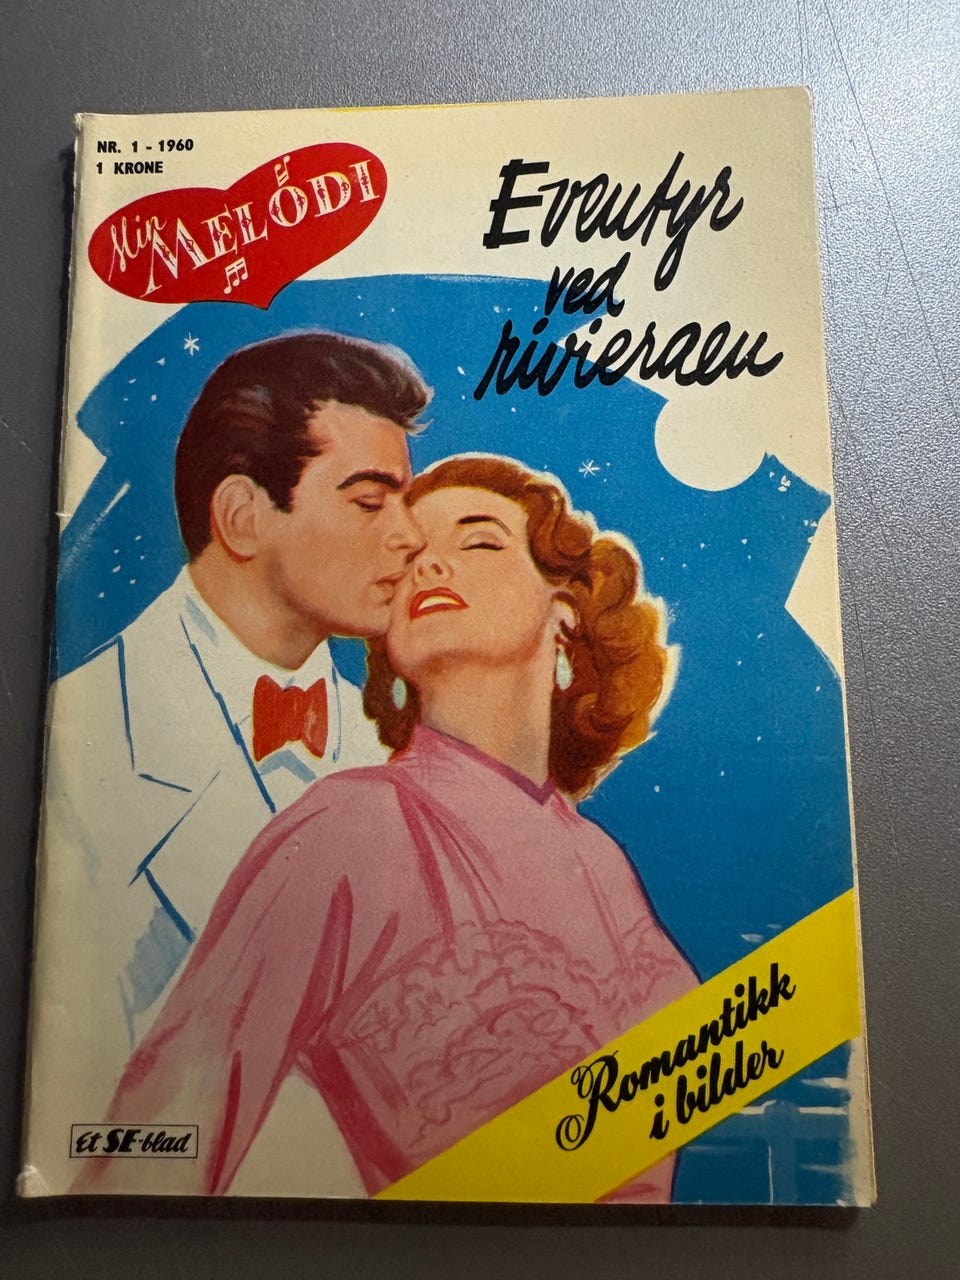 NR. 1 - 1960
1 KRONE
Min
MELODI
Eventyr
ved
rivieraen
Romantikk
i bilder
Et SE-blad